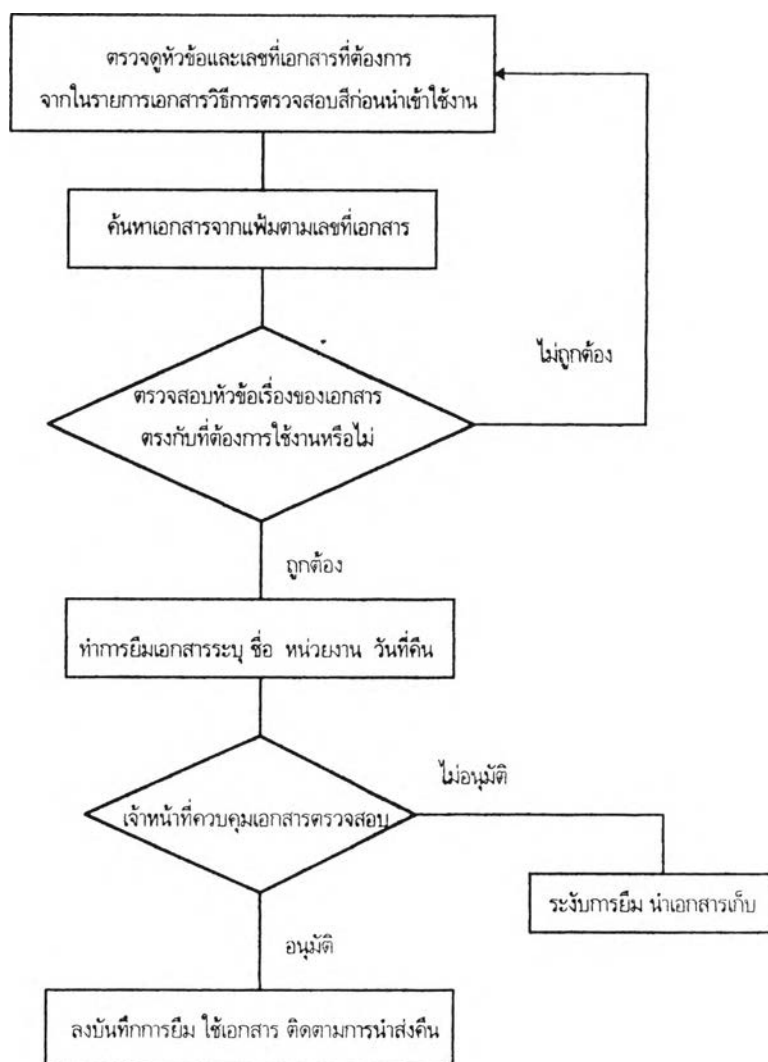 ตรวจดูหัวข้อและเลขที่เอกสารที่ต้องการ
จากในรายการเอกสารวิธีการตรวจสอบสีก่อนนำเข้าใช้งาน
ค้นหาเอกสารจากแฟ้มตามเลขที่เอกสาร
ไม่ถูกต้อง
ตรวจสอบหัวข้อเรื่องของเอกสาร
ตรงกับที่ต้องการใช้งานหรือไม่
ถูกต้อง
ทำการยืมเอกสารระบุ ชื่อ หน่วยงาน วันที่คืน
ไม่อนุมัติ
เจ้าหน้าที่ควบคุมเอกสารตรวจสอบ
ระงับการยืม นำเอกสารเก็บ
อนุมัติ
ลงบันทึกการยืม ใช้เอกสาร ติดตามการนำส่งคืน